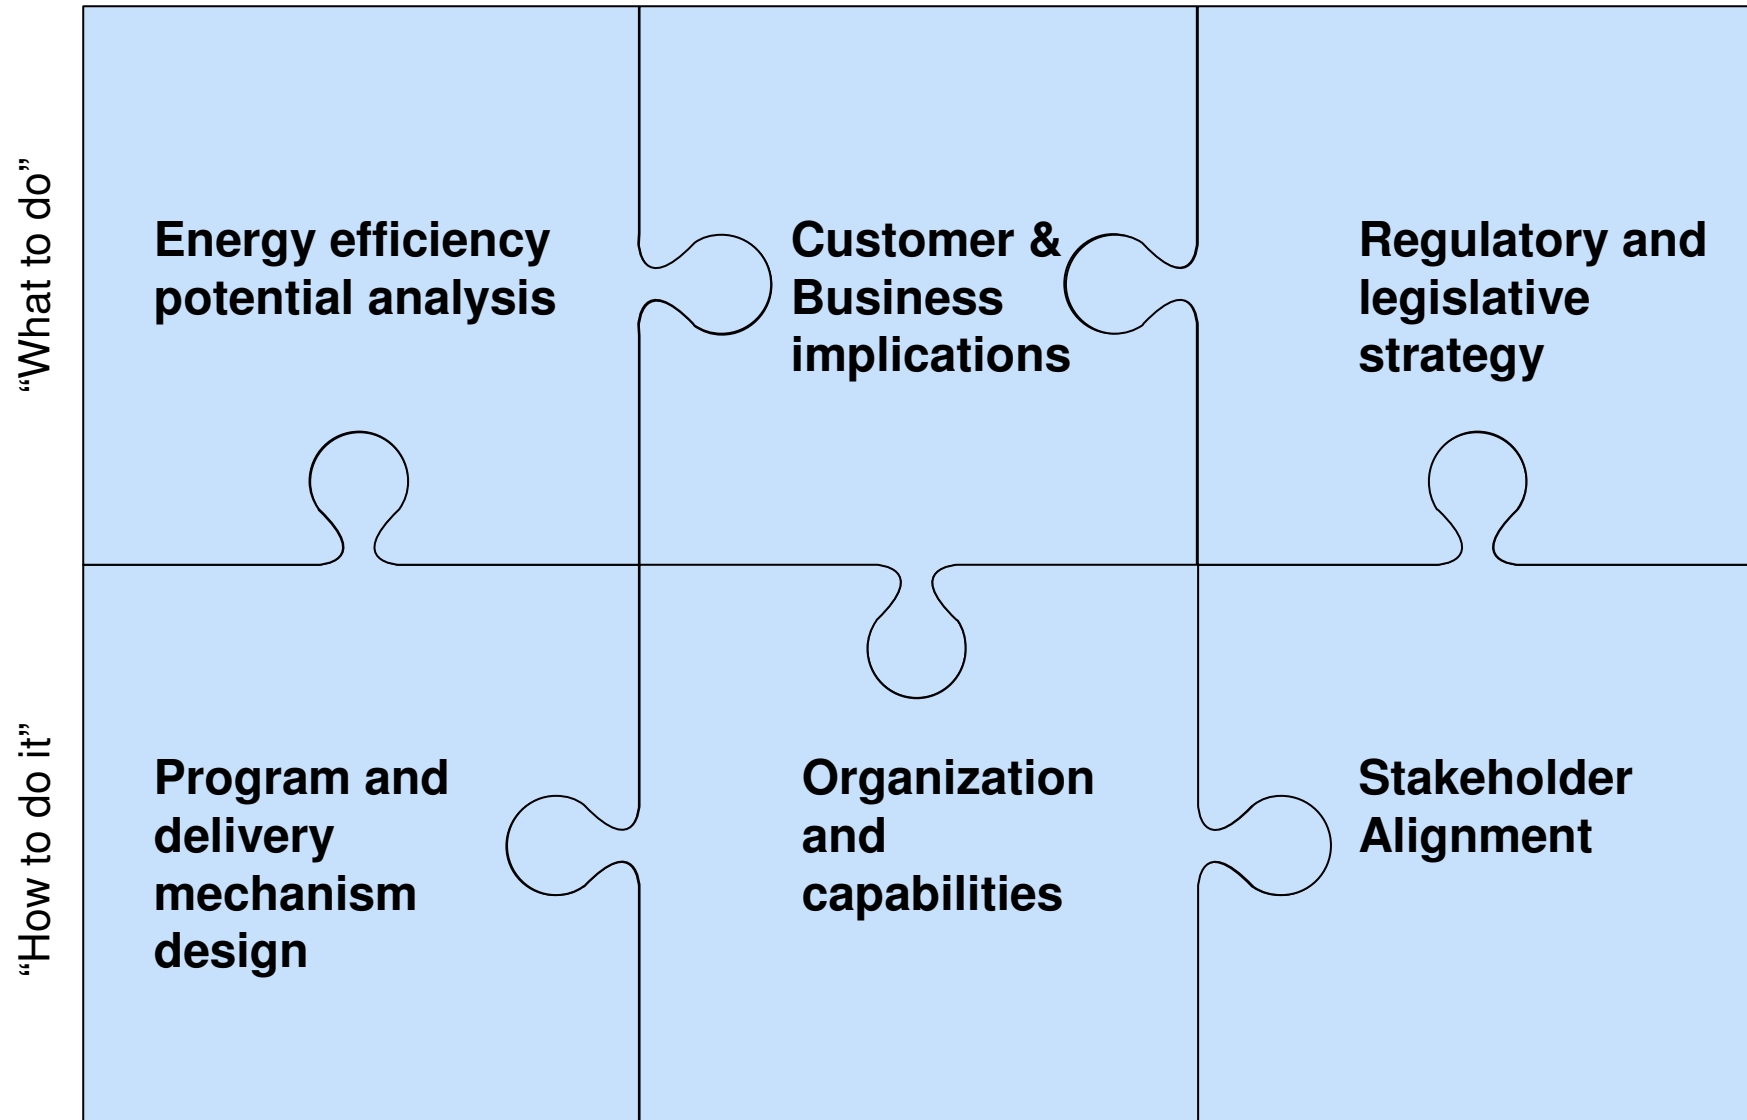 “What to do”
Energy efficiency
potential analysis
Customer &
Business
implications
Regulatory and
legislative
strategy
“How to do it”
Program and
delivery
mechanism
design
Organization
and
capabilities
Stakeholder
Alignment